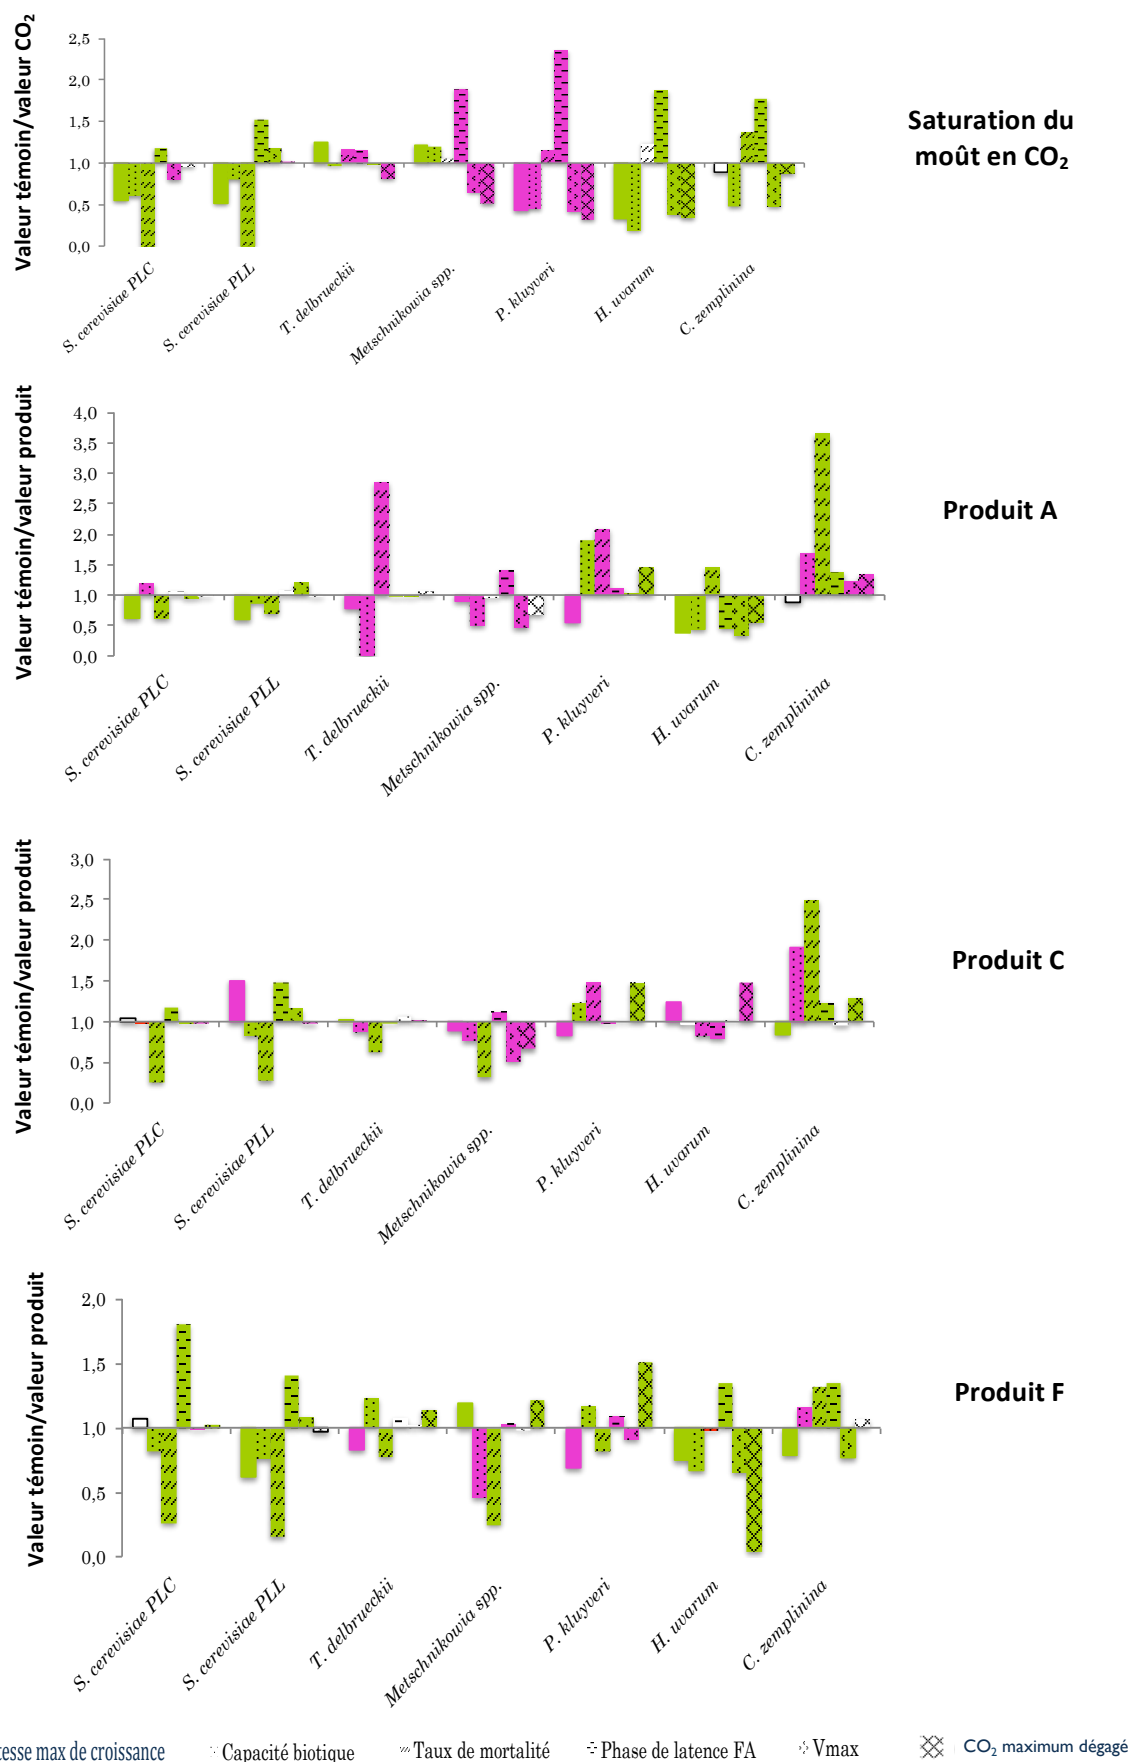 Valeur témoin/valeur CO₂
2,5
2,0
1,5
1,0
0,5
0,0
S. cerevisiae PLC
S. cerevisiae PLL
T. delbrueckii
Metschnikowia spp.
P. kluyveri
H. uvarum
C. zemplinina
Saturation du
moût en CO₂
Valeur témoin/valeur produit
4,0
3,5
3,0
2,5
2,0
1,5
1,0
0,5
0,0
S. cerevisiae PLC
S. cerevisiae PLL
T. delbrueckii
Metschnikowia spp.
P. kluyveri
H. uvarum
C. zemplinina
Produit A
Valeur témoin/valeur produit
3,0
2,5
2,0
1,5
1,0
0,5
0,0
S. cerevisiae PLC
S. cerevisiae PLL
T. delbrueckii
Metschnikowia spp.
P. kluyveri
H. uvarum
C. zemplinina
Produit C
Valeur témoin/valeur produit
2,0
1,5
1,0
0,5
0,0
S. cerevisiae PLC
S. cerevisiae PLL
T. delbrueckii
Metschnikowia spp.
P. kluyveri
H. uvarum
C. zemplinina
Produit F
tesse max de croissance Capacité biotique Taux de mortalité Phase de latence FA Vmax CO₂ maximum dégagé